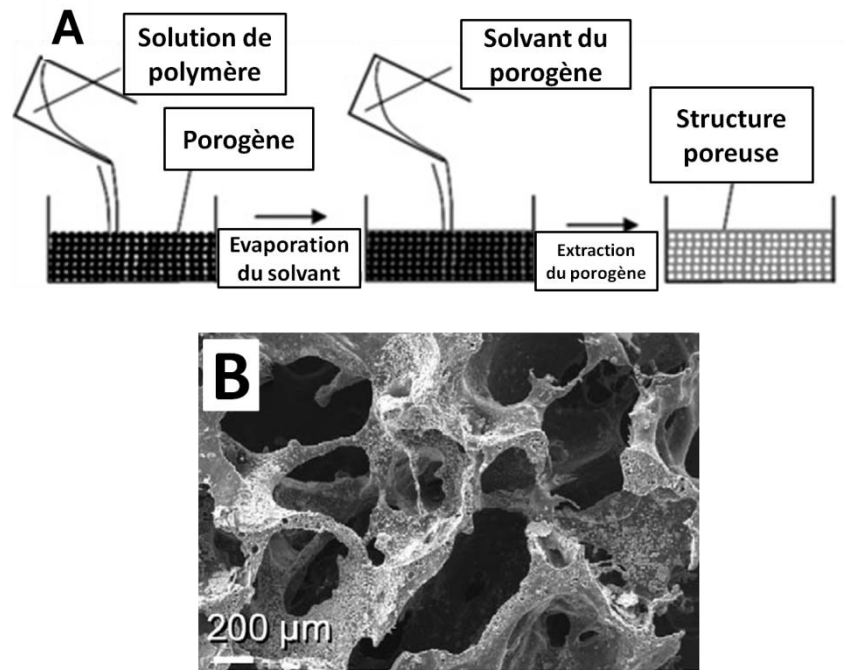 A
Solution de
polymère
Porogène
Evaporation
du solvant
Solvant du
porogène
Extraction
du porogène
Structure
poreuse
B
200 µm